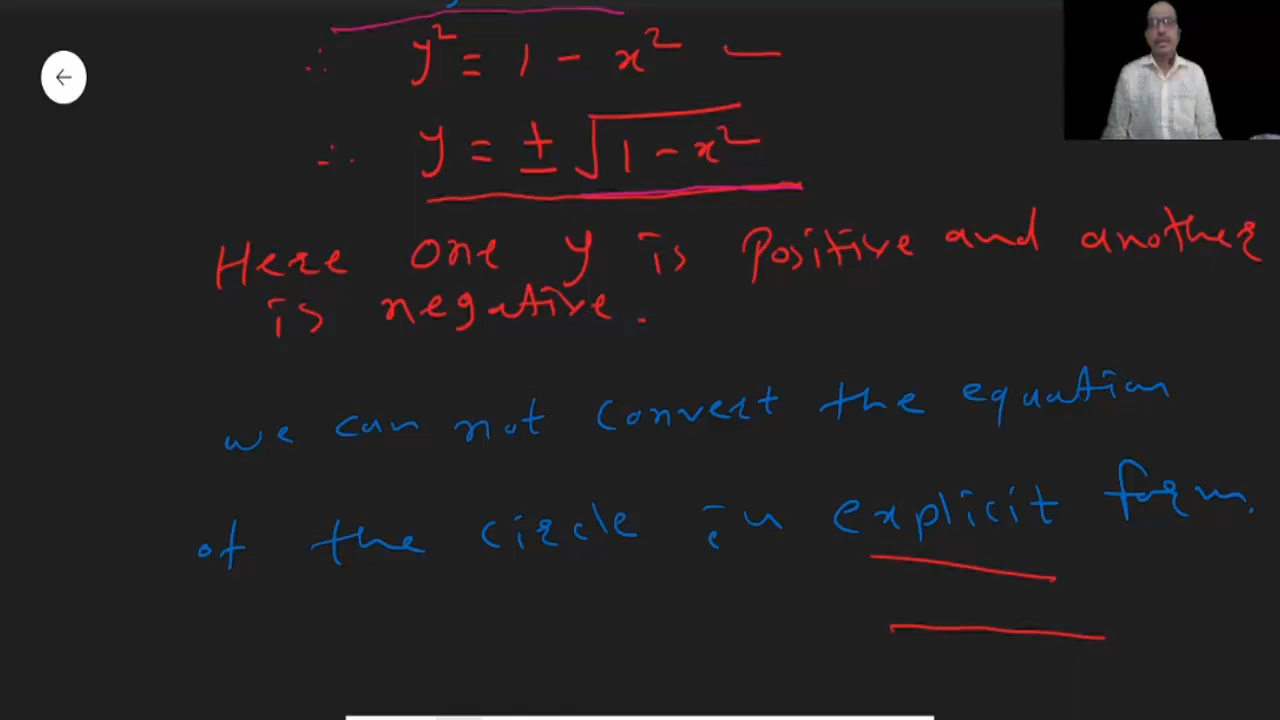 ∴ y² = 1 - x² —
∴ y = ± √1 - x²
Here one y is Positive and another
is negative.
we can not convert the equation
of the circle in explicit form.